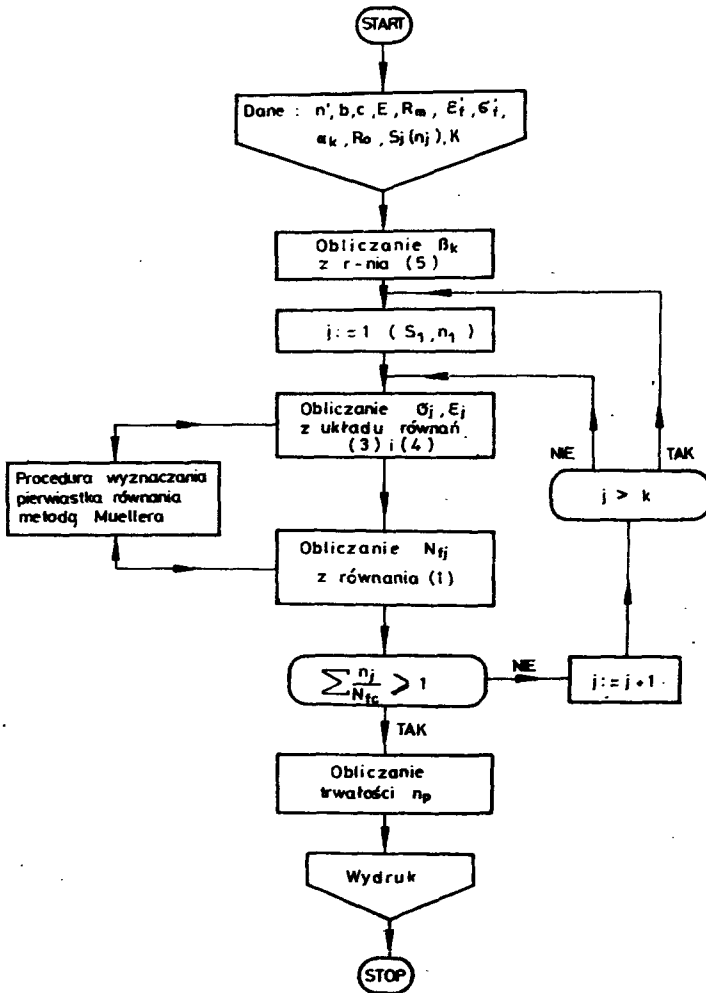 START
Dane : n', b, c, E, Rm, ε'f, σ'f,
αk, Ro, Sj(nj), K
Obliczanie βk
z r-nia (5)
j:=1 (S1, n1)
Obliczanie σj, εj
z układu równań
(3) i (4)
NIE
TAK
j > k
Procedura wyznaczania
pierwiastka równania
metodą Muellera
Obliczanie Nfj
z równania (1)
∑ nj/Nfc ⩾ 1
NIE
j:=j+1
TAK
Obliczanie
trwałości np
Wydruk
STOP